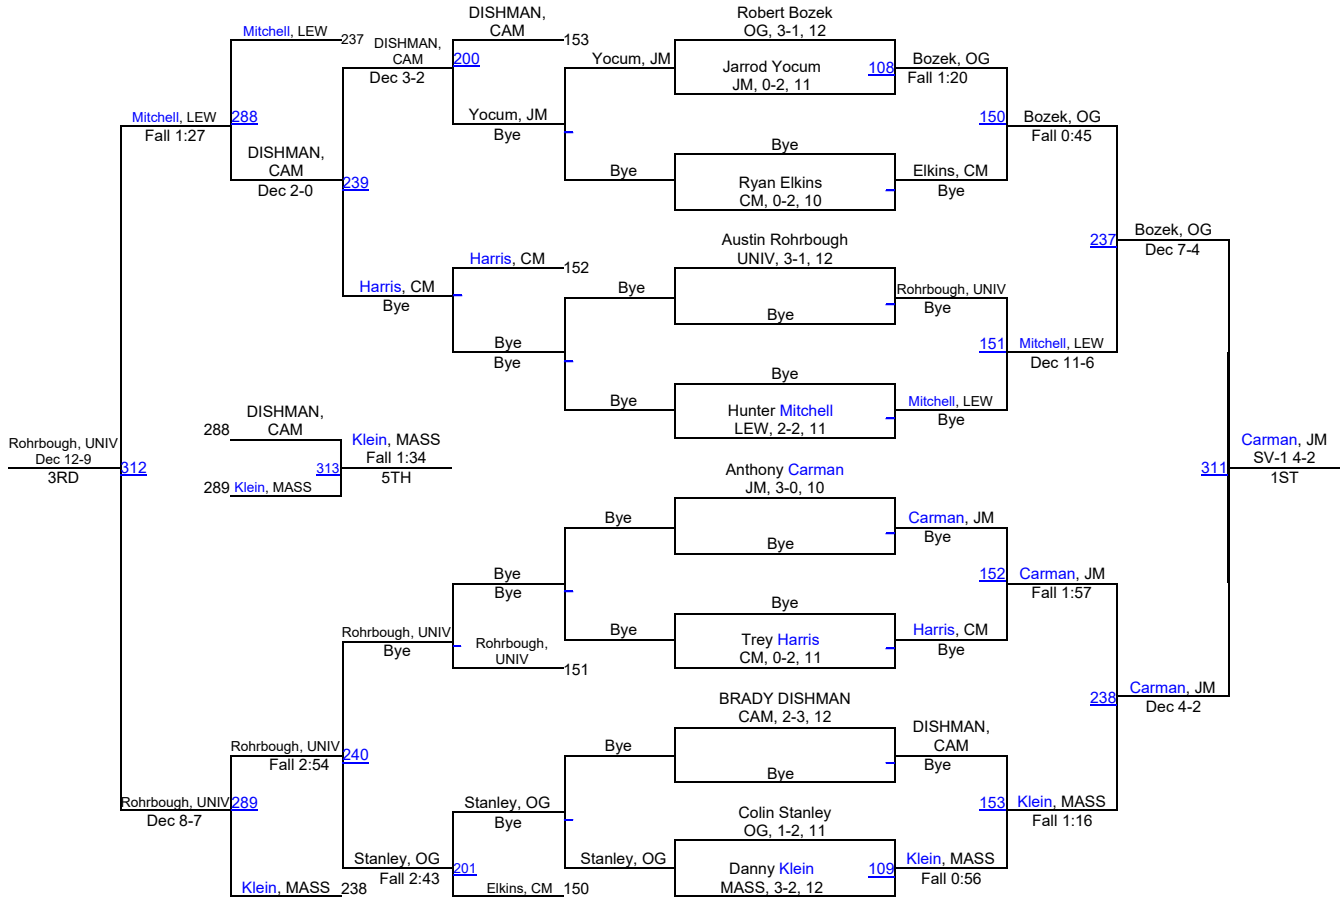 DISHMAN,
CAM
153
Robert Bozek
OG, 3-1, 12
Mitchell, LEW
237
DISHMAN,
CAM
Dec 3-2
200
Yocum, JM
Jarrod Yocum
JM, 0-2, 11
108
Bozek, OG
Fall 1:20
Mitchell, LEW
Fall 1:27
288
Yocum, JM
Bye
150
Bozek, OG
Fall 0:45
DISHMAN,
CAM
Dec 2-0
239
Bye
Bye
Ryan Elkins
CM, 0-2, 10
Elkins, CM
Bye
Austin Rohrbough
UNIV, 3-1, 12
237
Bozek, OG
Dec 7-4
Harris, CM
152
Harris, CM
Bye
Bye
Bye
Rohrbough, UNIV
Bye
Bye
Bye
151
Mitchell, LEW
Dec 11-6
Bye
Bye
Hunter Mitchell
LEW, 2-2, 11
Mitchell, LEW
Bye
DISHMAN,
CAM
288
Rohrbough, UNIV
Dec 12-9
3RD
312
313
Klein, MASS
Fall 1:34
5TH
289
Klein, MASS
311
Carman, JM
SV-1 4-2
1ST
Anthony Carman
JM, 3-0, 10
Bye
Bye
Carman, JM
Bye
Bye
Bye
152
Carman, JM
Fall 1:57
Rohrbough, UNIV
Bye
Rohrbough,
UNIV
151
Bye
Bye
Trey Harris
CM, 0-2, 11
Harris, CM
Bye
238
Carman, JM
Dec 4-2
BRADY DISHMAN
CAM, 2-3, 12
Rohrbough, UNIV
Fall 2:54
240
Bye
Bye
DISHMAN,
CAM
Bye
Rohrbough, UNIV
Dec 8-7
289
Stanley, OG
Bye
153
Klein, MASS
Fall 1:16
Colin Stanley
OG, 1-2, 11
Stanley, OG
Fall 2:43
201
Stanley, OG
Danny Klein
MASS, 3-2, 12
109
Klein, MASS
Fall 0:56
Klein, MASS
238
Elkins, CM
150